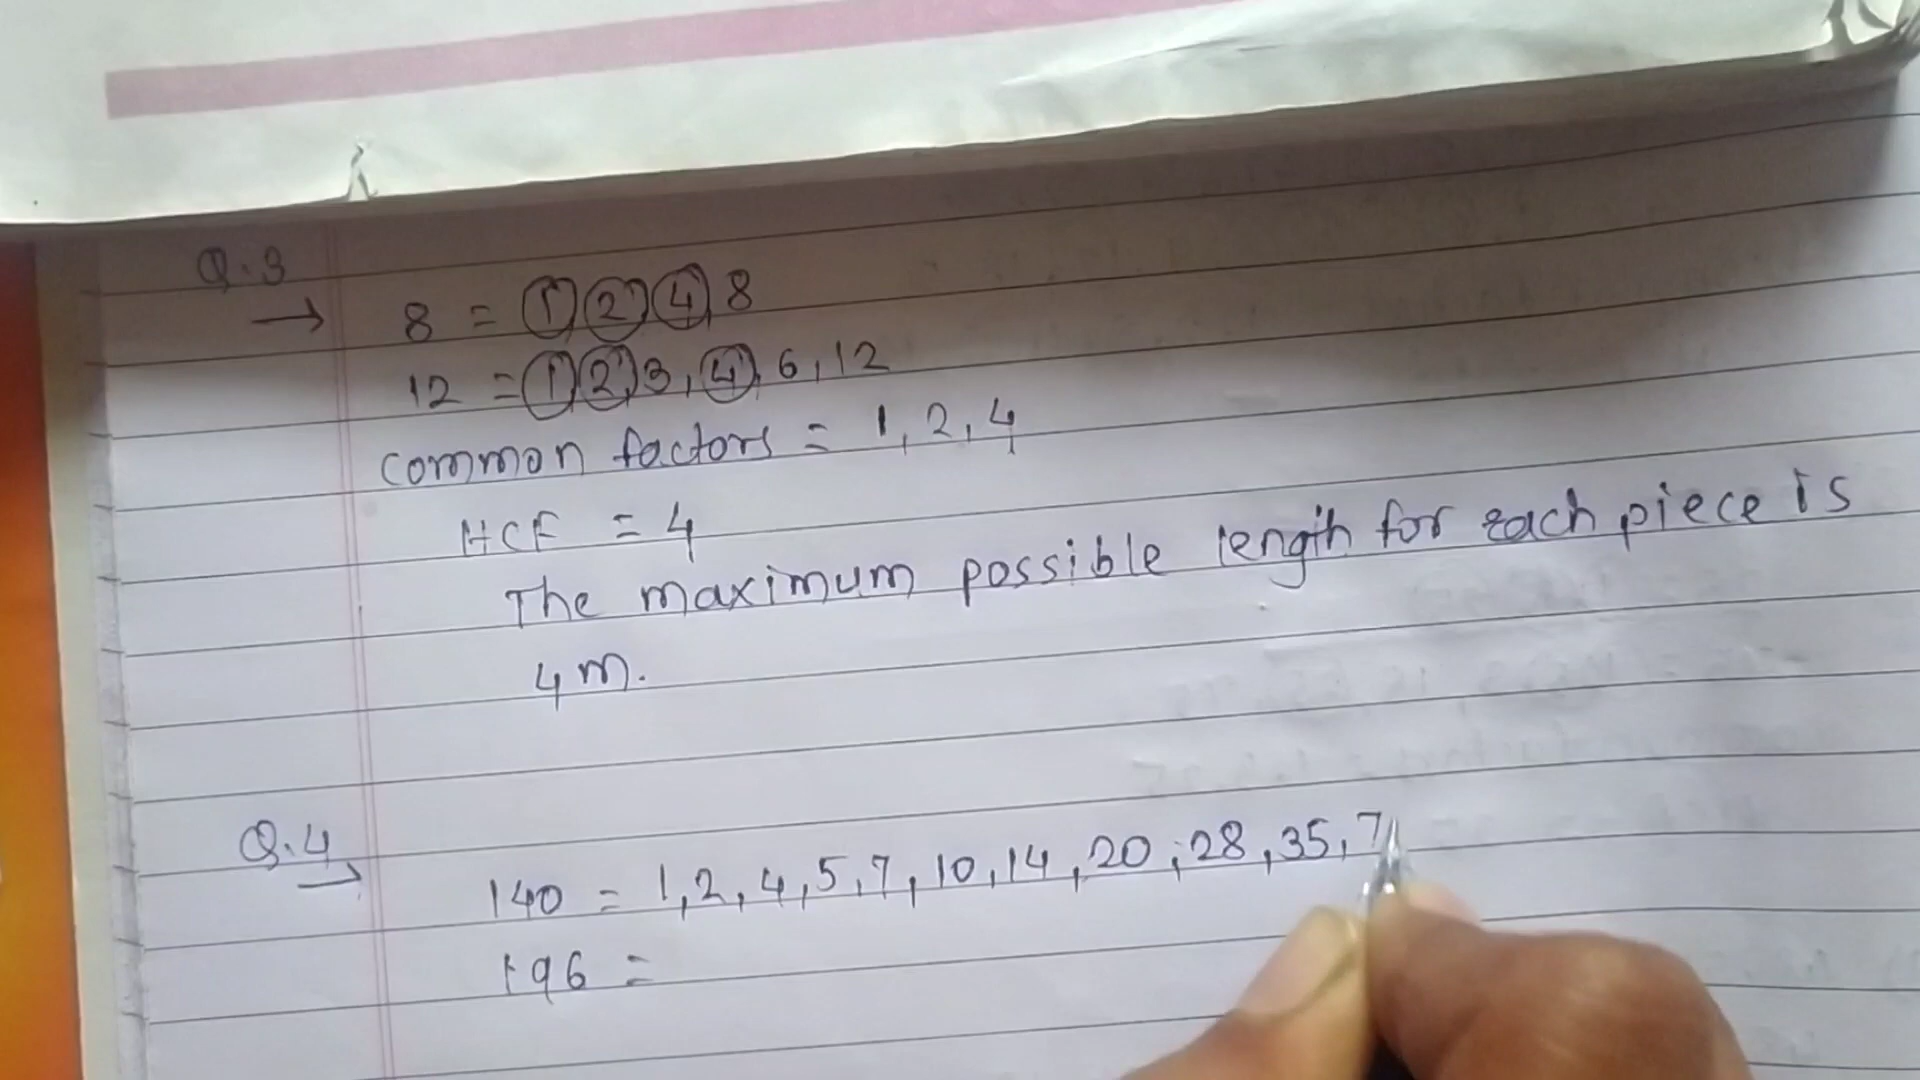 Q.3
→ 8 = 1, 2, 4, 8
12 = 1, 2, 3, 4, 6, 12
common factors = 1, 2, 4
HCF = 4
The maximum possible length for each piece is
4 m.
Q.4
→ 140 = 1, 2, 4, 5, 7, 10, 14, 20, 28, 35, 7
196 =